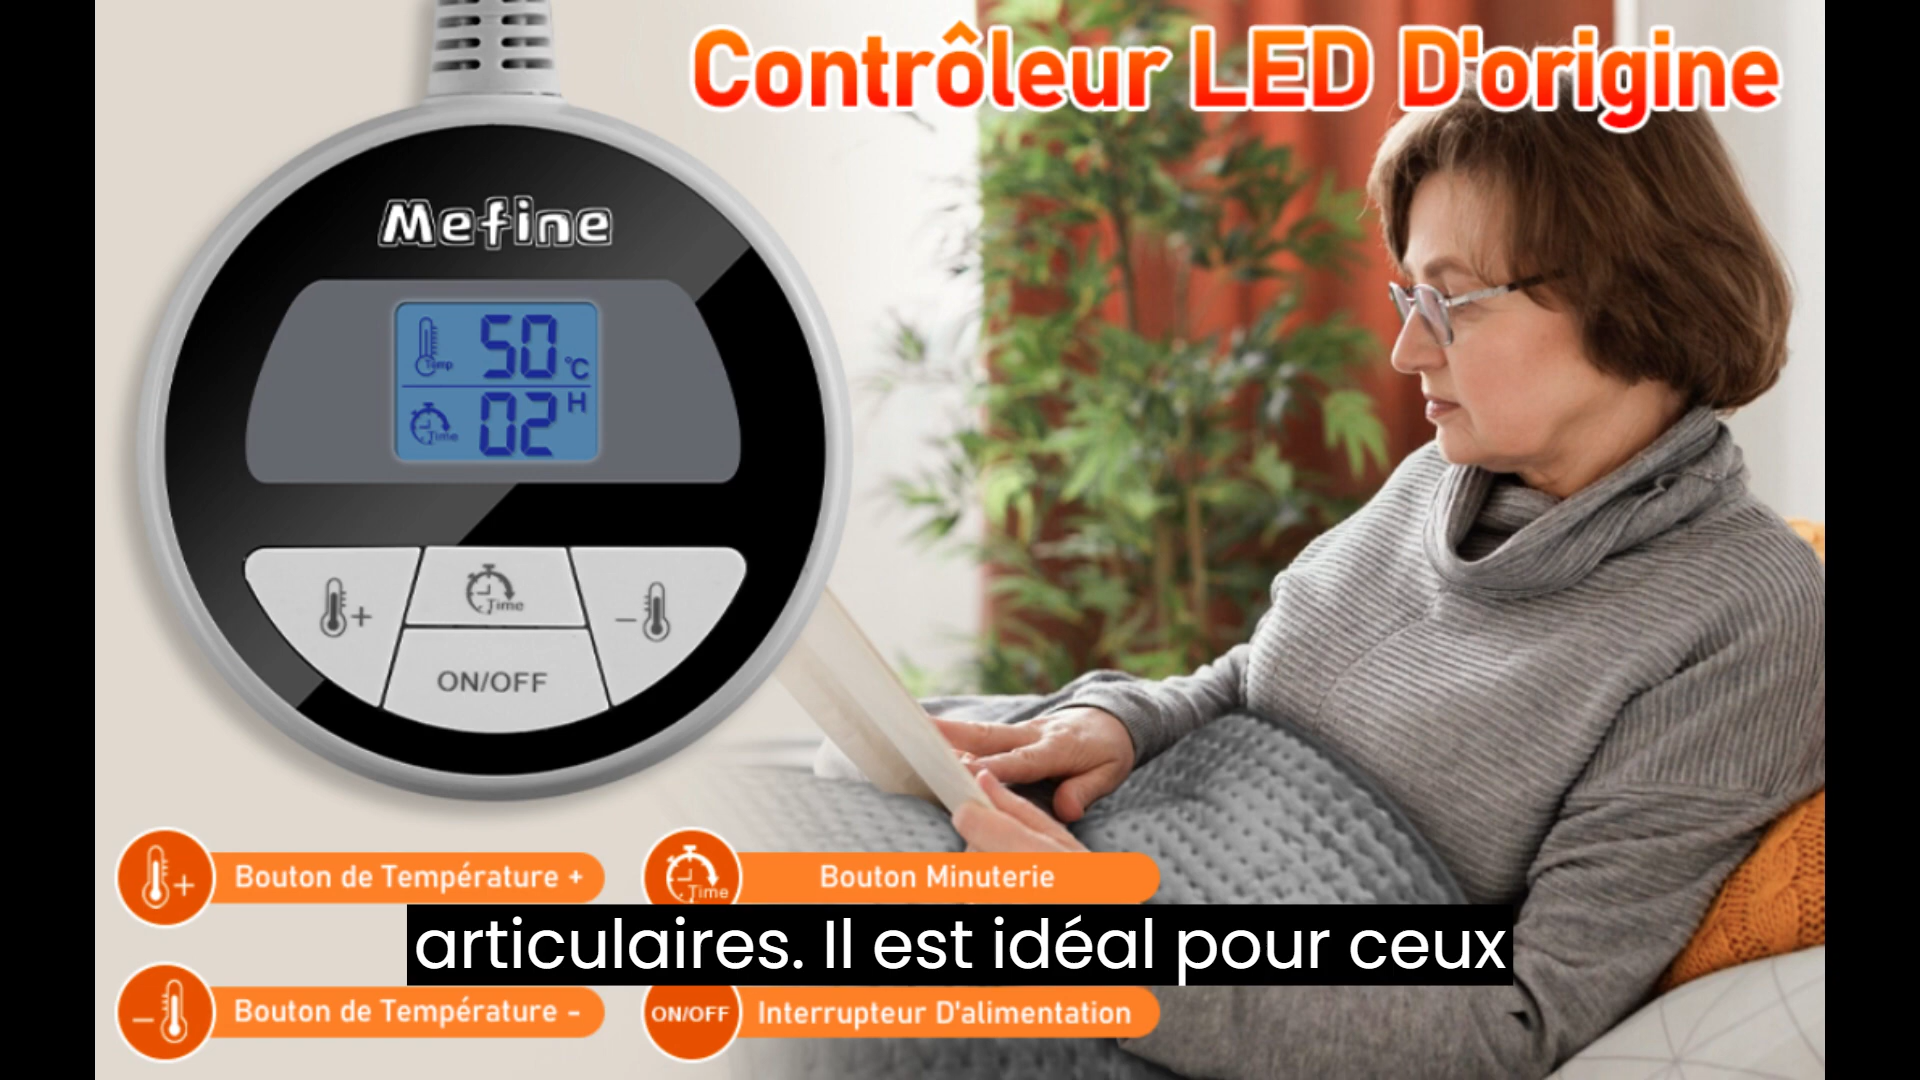 Contrôleur LED D'origine
Mefine
Temp 50 °C
Time 02 H
+
Time
-
ON/OFF
+ Bouton de Température +
Time Bouton Minuterie
articulaires. Il est idéal pour ceux
- Bouton de Température -
ON/OFF Interrupteur D'alimentation